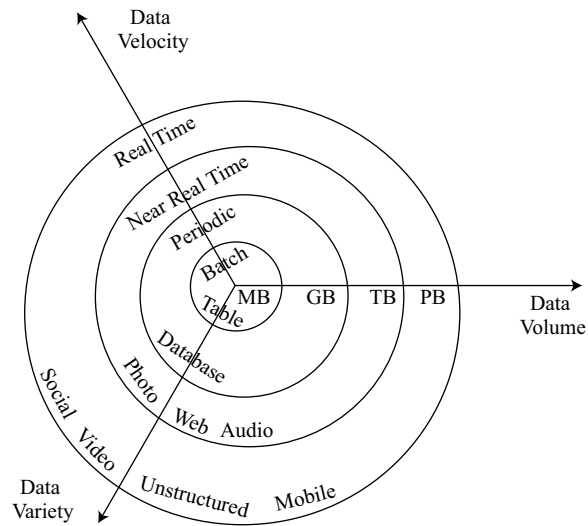 Data
Velocity
Real Time
Near Real Time
Periodic
Batch
MB GB TB PB
Data
Volume
Table
Database
Photo Web Audio
Social Video Unstructured Mobile
Data
Variety